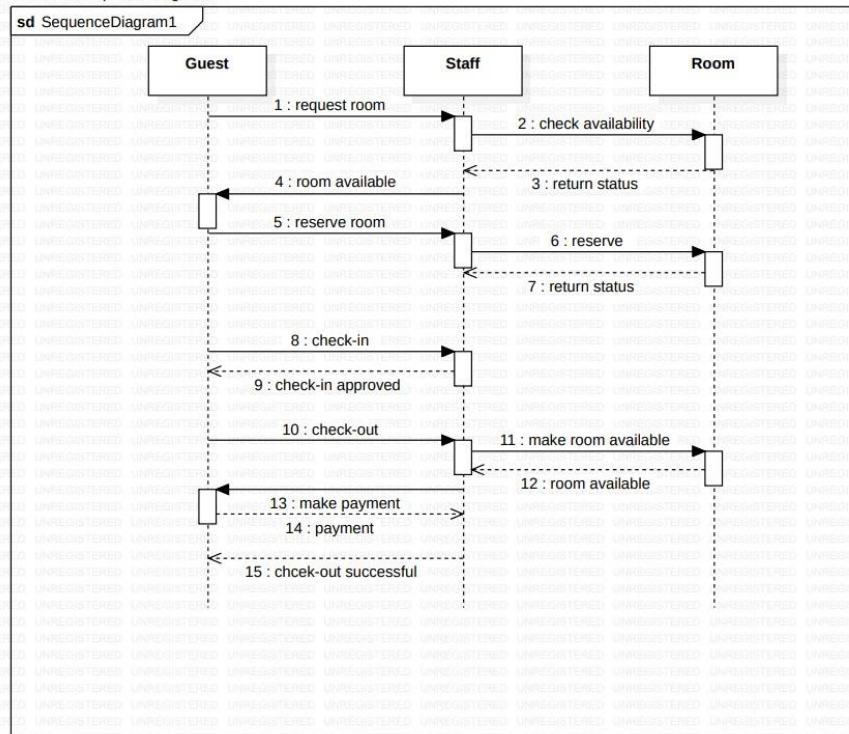 sd SequenceDiagram1
Guest
Staff
Room
1 : request room
2 : check availability
3 : return status
4 : room available
5 : reserve room
6 : reserve
7 : return status
8 : check-in
9 : check-in approved
10 : check-out
11 : make room available
12 : room available
13 : make payment
14 : payment
15 : chcek-out successful
UNREGISTERED